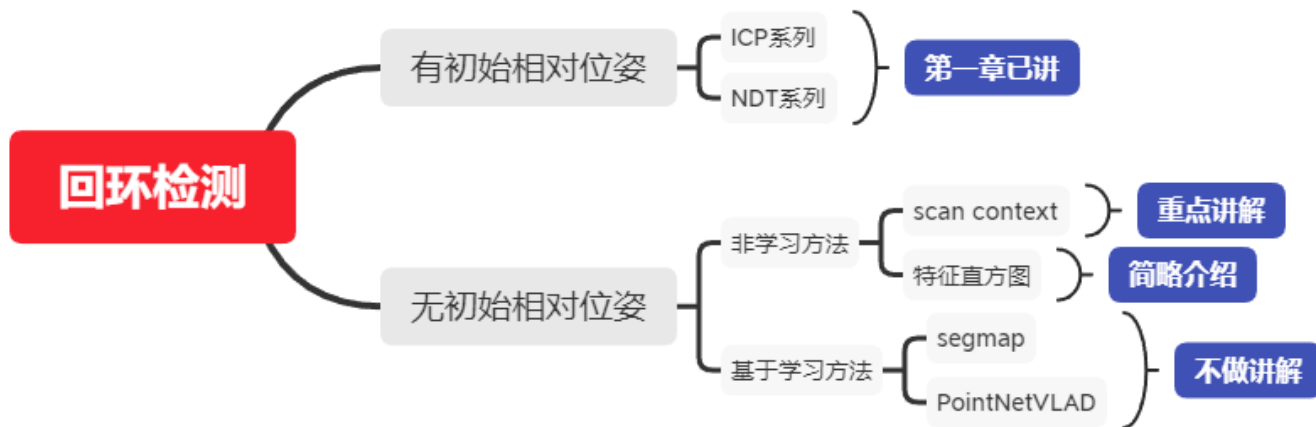 回环检测
有初始相对位姿
ICP系列
NDT系列
第一章已讲
无初始相对位姿
非学习方法
scan context
重点讲解
特征直方图
简略介绍
基于学习方法
segmap
PointNetVLAD
不做讲解